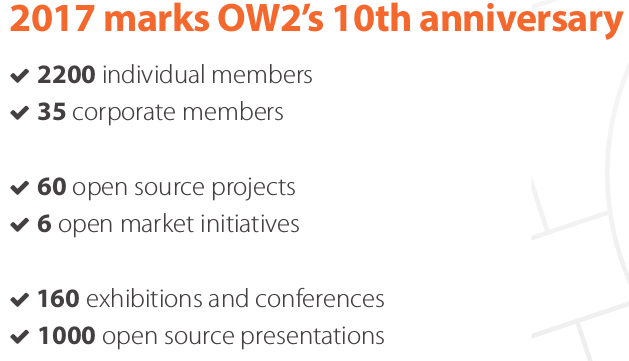 2017 marks OW2’s 10th anniversary
✔ 2200 individual members
✔ 35 corporate members
✔ 60 open source projects
✔ 6 open market initiatives
✔ 160 exhibitions and conferences
✔ 1000 open source presentations